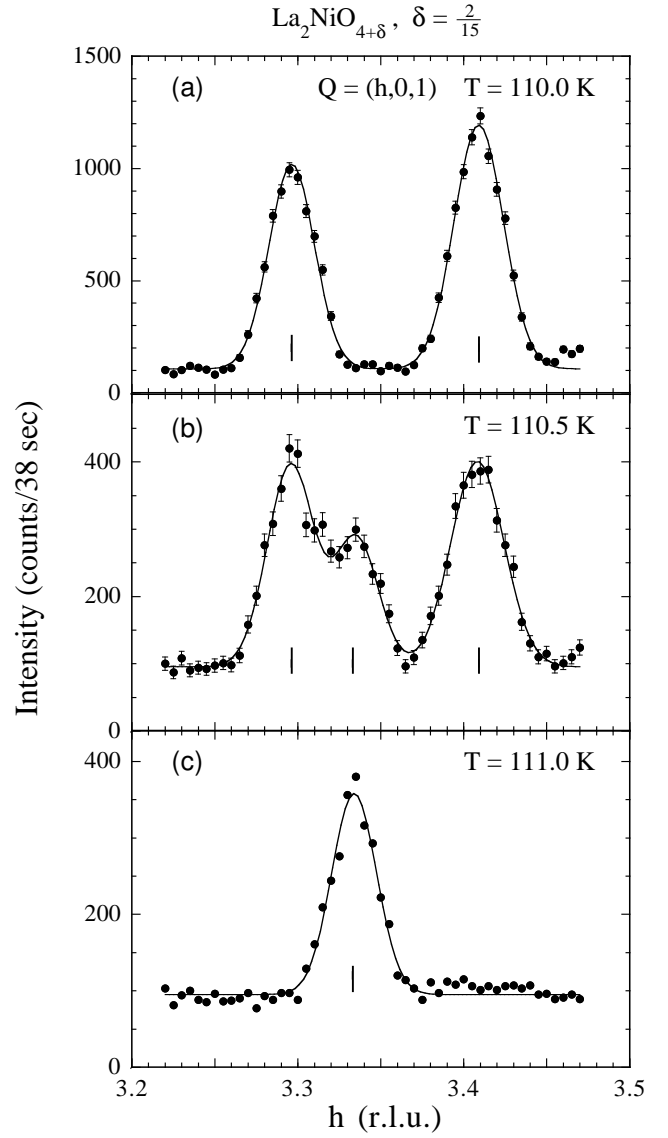 La₂NiO₄₊δ, δ = 2/15
1500
(a)
Q = (h,0,1)
T = 110.0 K
1000
500
0
(b)
T = 110.5 K
400
200
0
Intensity (counts/38 sec)
(c)
T = 111.0 K
400
200
0
3.2
3.3
3.4
3.5
h (r.l.u.)